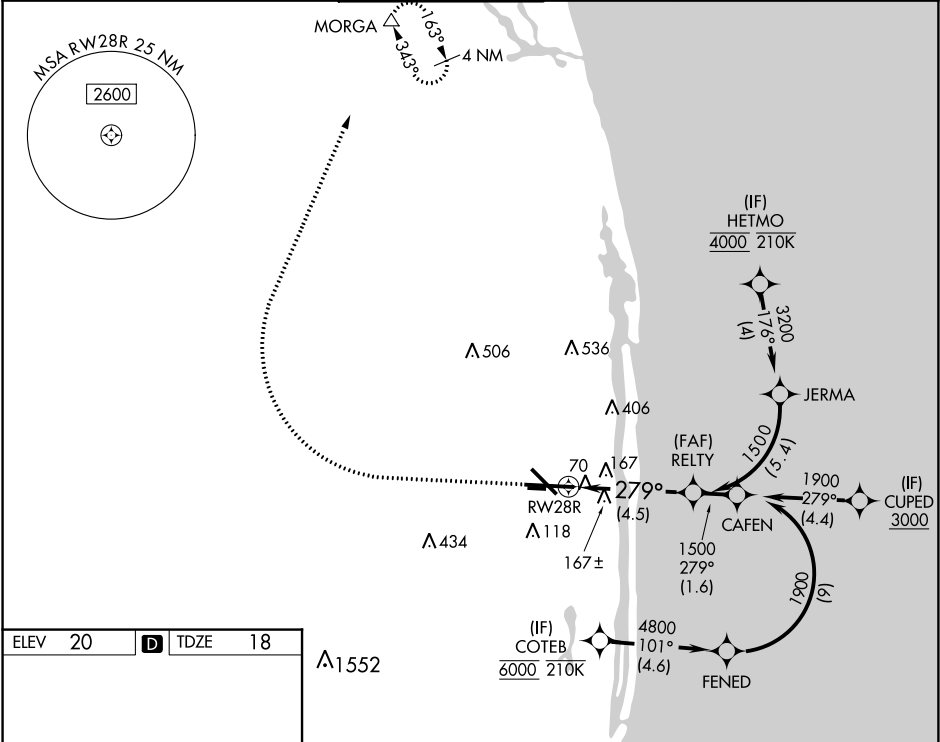 MSA RW28R 25 NM
2600
MORGA
163°
343°
4 NM
(IF)
HETMO
4000 210K
3200
176°
(4)
JERMA
506
536
406
1500
(5.4)
(FAF)
RELTY
70
167
279°
(4.5)
RW28R
118
167±
434
CAFEN
1500
279°
(1.6)
1900
279°
(4.4)
(IF)
CUPED
3000
1900
(9)
(IF)
COTEB
6000 210K
4800
101°
(4.6)
FENED
ELEV 20 D TDZE 18
1552